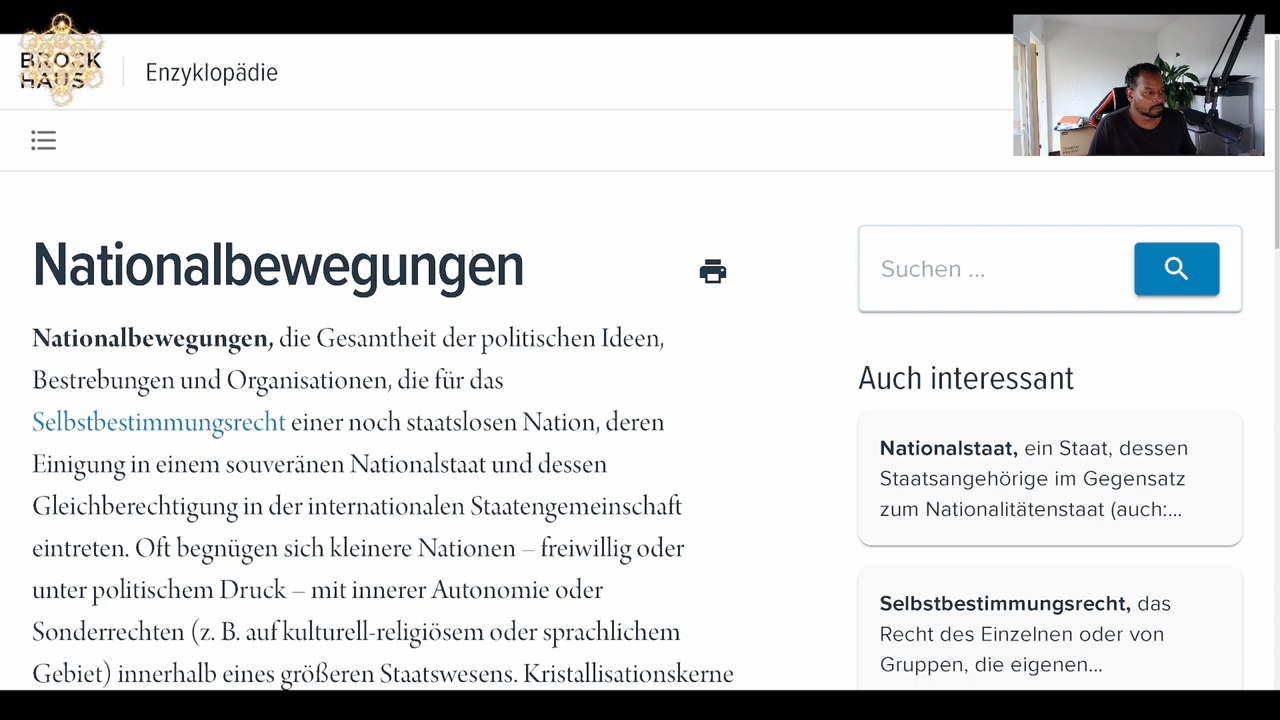 BROCK
HAUS
Enzyklopädie
Nationalbewegungen
Nationalbewegungen, die Gesamtheit der politischen Ideen,
Bestrebungen und Organisationen, die für das
Selbstbestimmungsrecht einer noch staatslosen Nation, deren
Einigung in einem souveränen Nationalstaat und dessen
Gleichberechtigung in der internationalen Staatengemeinschaft
eintreten. Oft begnügen sich kleinere Nationen – freiwillig oder
unter politischem Druck – mit innerer Autonomie oder
Sonderrechten (z. B. auf kulturell-religiösem oder sprachlichem
Gebiet) innerhalb eines größeren Staatswesens. Kristallisationskerne
Suchen ...
Auch interessant
Nationalstaat, ein Staat, dessen
Staatsangehörige im Gegensatz
zum Nationalitätenstaat (auch:...
Selbstbestimmungsrecht, das
Recht des Einzelnen oder von
Gruppen, die eigenen...